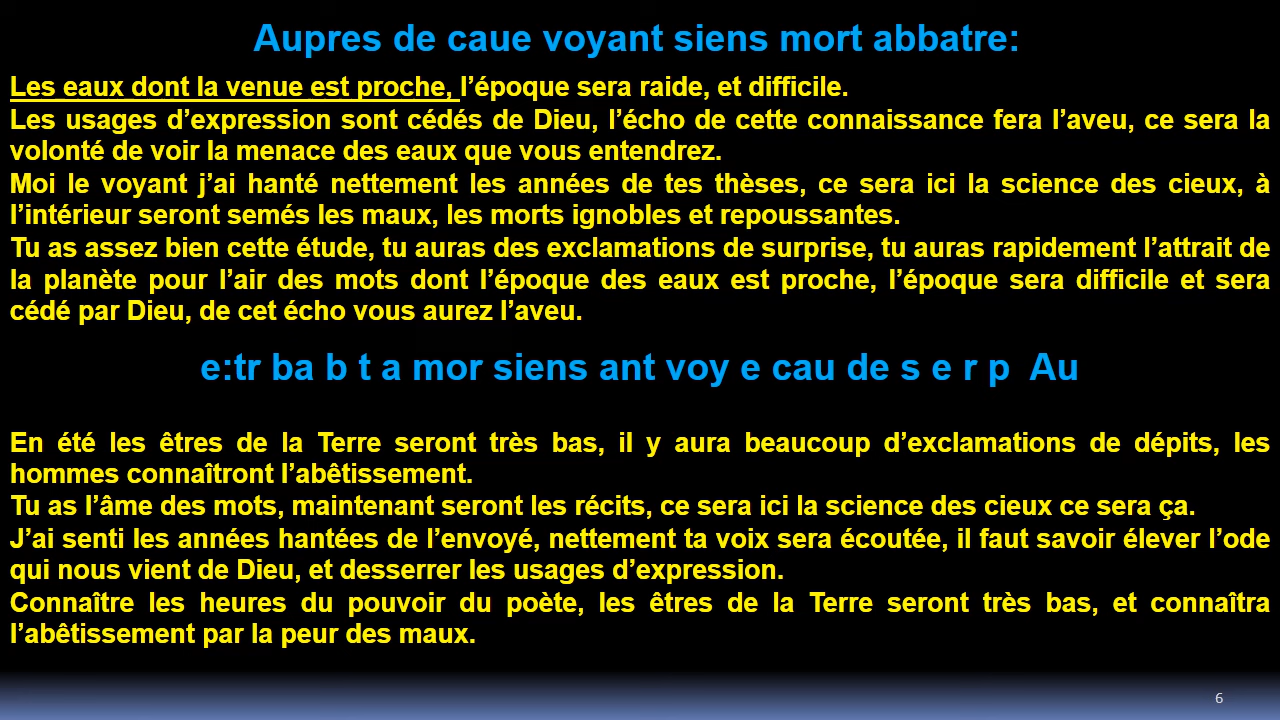 Aupres de caue voyant siens mort abbatre:
Les eaux dont la venue est proche, l’époque sera raide, et difficile.
Les usages d’expression sont cédés de Dieu, l’écho de cette connaissance fera l’aveu, ce sera la
volonté de voir la menace des eaux que vous entendrez.
Moi le voyant j’ai hanté nettement les années de tes thèses, ce sera ici la science des cieux, à
l’intérieur seront semés les maux, les morts ignobles et repoussantes.
Tu as assez bien cette étude, tu auras des exclamations de surprise, tu auras rapidement l’attrait de
la planète pour l’air des mots dont l’époque des eaux est proche, l’époque sera difficile et sera
cédé par Dieu, de cet écho vous aurez l’aveu.
e:tr ba b t a mor siens ant voy e cau de s e r p  Au
En été les êtres de la Terre seront très bas, il y aura beaucoup d’exclamations de dépits, les
hommes connaîtront l’abêtissement.
Tu as l’âme des mots, maintenant seront les récits, ce sera ici la science des cieux ce sera ça.
J’ai senti les années hantées de l’envoyé, nettement ta voix sera écoutée, il faut savoir élever l’ode
qui nous vient de Dieu, et desserrer les usages d’expression.
Connaître les heures du pouvoir du poète, les êtres de la Terre seront très bas, et connaîtra
l’abêtissement par la peur des maux.
6